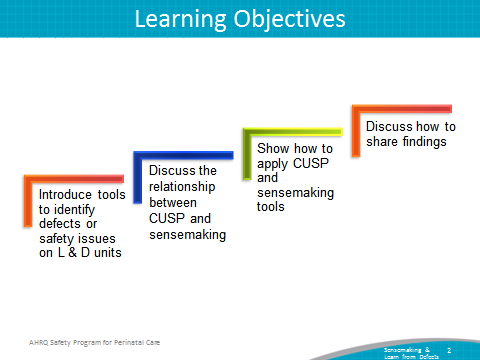 Learning Objectives
Introduce tools
to identify
defects or
safety issues
on L & D units
Discuss the
relationship
between
CUSP and
sensemaking
Show how to
apply CUSP
and
sensemaking
tools
Discuss how to
share findings
AHRQ Safety Program for Perinatal Care
Sensemaking &
Learn from Defects
2